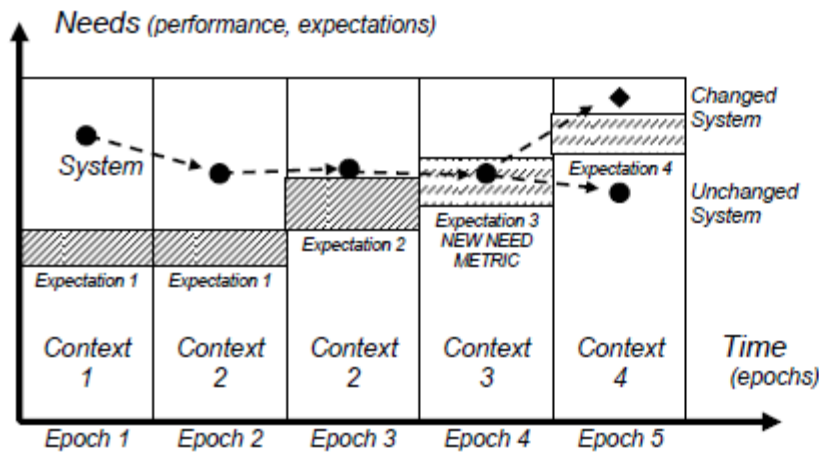 Needs (performance, expectations)
Changed
System
System
Expectation 4
Unchanged
System
Expectation 3
NEW NEED
METRIC
Expectation 2
Expectation 1
Expectation 1
Context
1
Context
2
Context
2
Context
3
Context
4
Time
(epochs)
Epoch 1
Epoch 2
Epoch 3
Epoch 4
Epoch 5